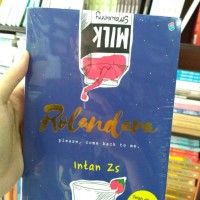 Strawberry
MILK
Rolandara
please, come back to me.
Intan Zs